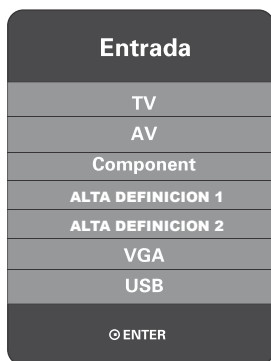 Entrada
TV
AV
Component
ALTA DEFINICION 1
ALTA DEFINICION 2
VGA
USB
ENTER